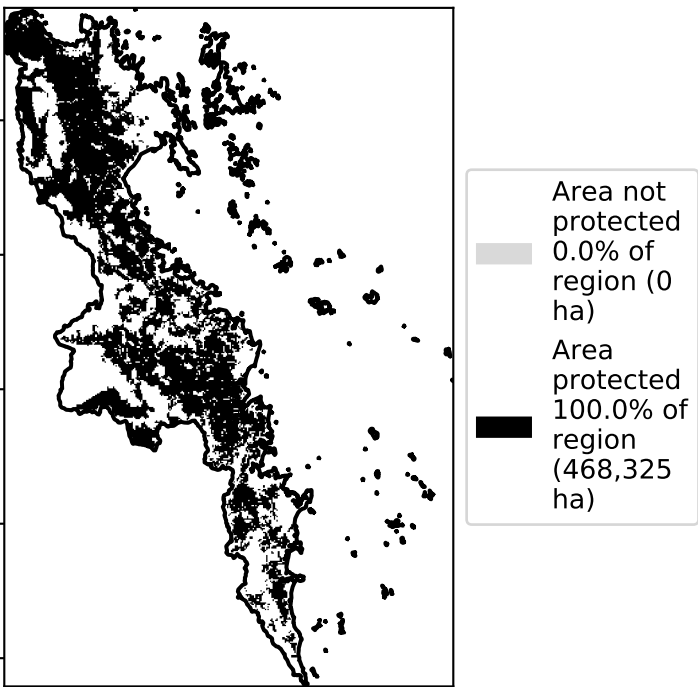 Area not
protected
0.0% of
region (0
ha)
Area
protected
100.0% of
region
(468,325
ha)